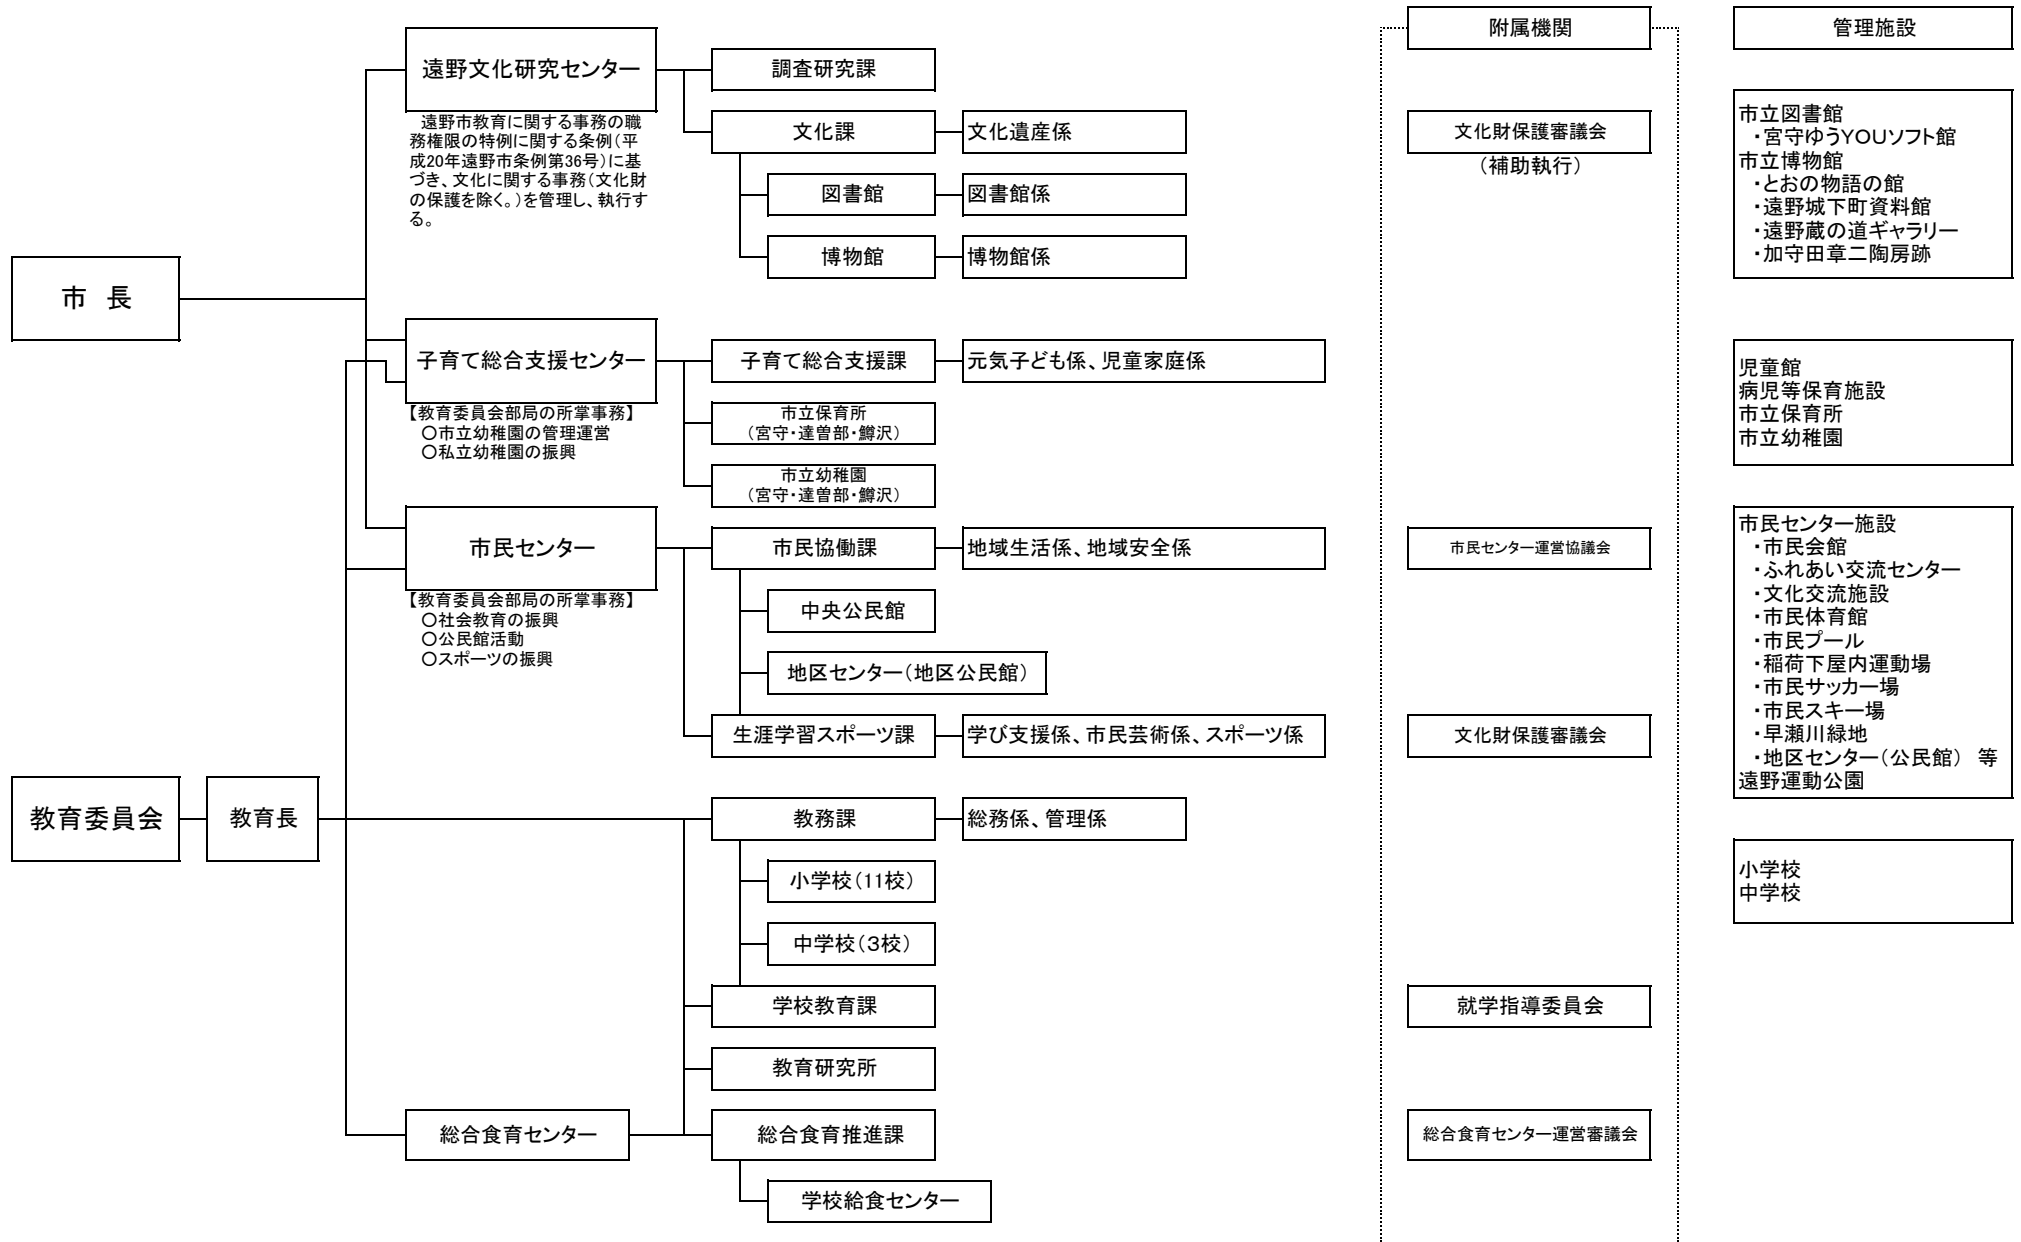 附属機関
管理施設
遠野文化研究センター
調査研究課
遠野市教育に関する事務の職
務権限の特例に関する条例（平
成20年遠野市条例第36号）に基
づき、文化に関する事務（文化財
の保護を除く。）を管理し、執行す
る。
文化課
文化遺産係
図書館
図書館係
博物館
博物館係
文化財保護審議会
（補助執行）
市立図書館
・宮守ゆうYOUソフト館
市立博物館
・とおの物語の館
・遠野城下町資料館
・遠野蔵の道ギャラリー
・加守田章二陶房跡
市　長
子育て総合支援センター
子育て総合支援課
元気子ども係、児童家庭係
【教育委員会部局の所掌事務】
〇市立幼稚園の管理運営
〇私立幼稚園の振興
市立保育所
（宮守・達曽部・鱒沢）
市立幼稚園
（宮守・達曽部・鱒沢）
児童館
病児等保育施設
市立保育所
市立幼稚園
市民センター
市民協働課
地域生活係、地域安全係
市民センター運営協議会
【教育委員会部局の所掌事務】
〇社会教育の振興
〇公民館活動
〇スポーツの振興
中央公民館
地区センター（地区公民館）
生涯学習スポーツ課
学び支援係、市民芸術係、スポーツ係
文化財保護審議会
市民センター施設
・市民会館
・ふれあい交流センター
・文化交流施設
・市民体育館
・市民プール
・稲荷下屋内運動場
・市民サッカー場
・市民スキー場
・早瀬川緑地
・地区センター（公民館）　等
遠野運動公園
教育委員会
教育長
教務課
総務係、管理係
小学校（11校）
中学校（3校）
小学校
中学校
学校教育課
就学指導委員会
教育研究所
総合食育センター
総合食育推進課
総合食育センター運営審議会
学校給食センター